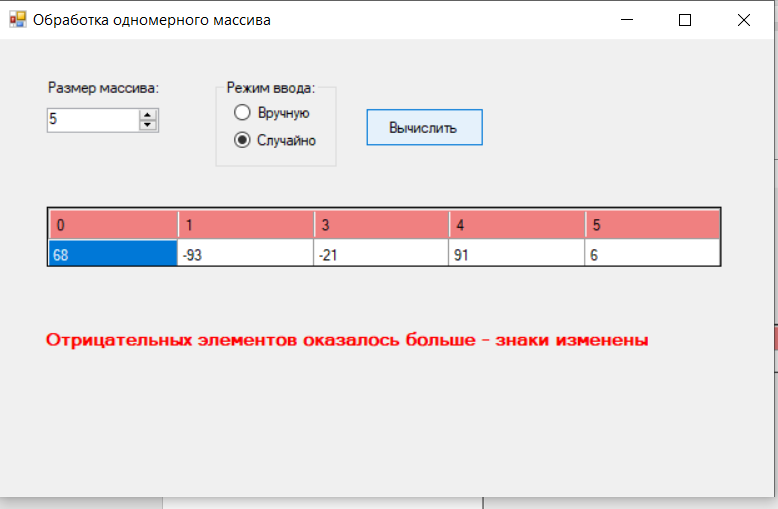 Обработка одномерного массива
Размер массива:
5
Режим ввода:
Вручную
Случайно
Вычислить
0 1 3 4 5
68 -93 -21 91 6
Отрицательных элементов оказалось больше - знаки изменены